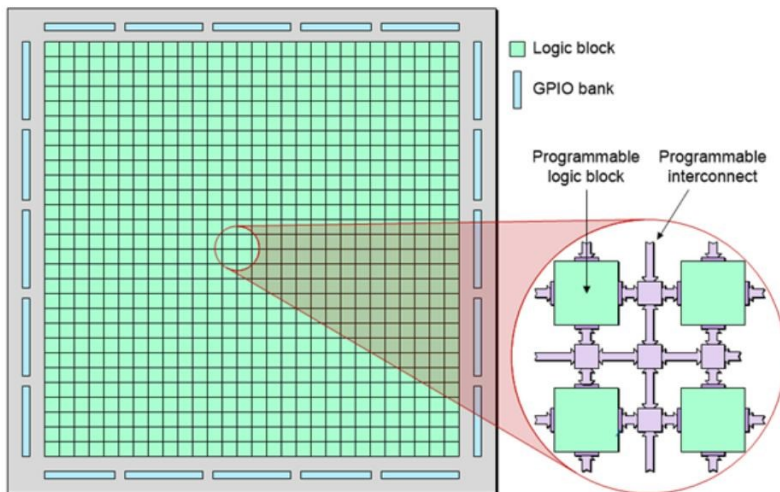 Logic block
GPIO bank
Programmable
logic block
Programmable
interconnect